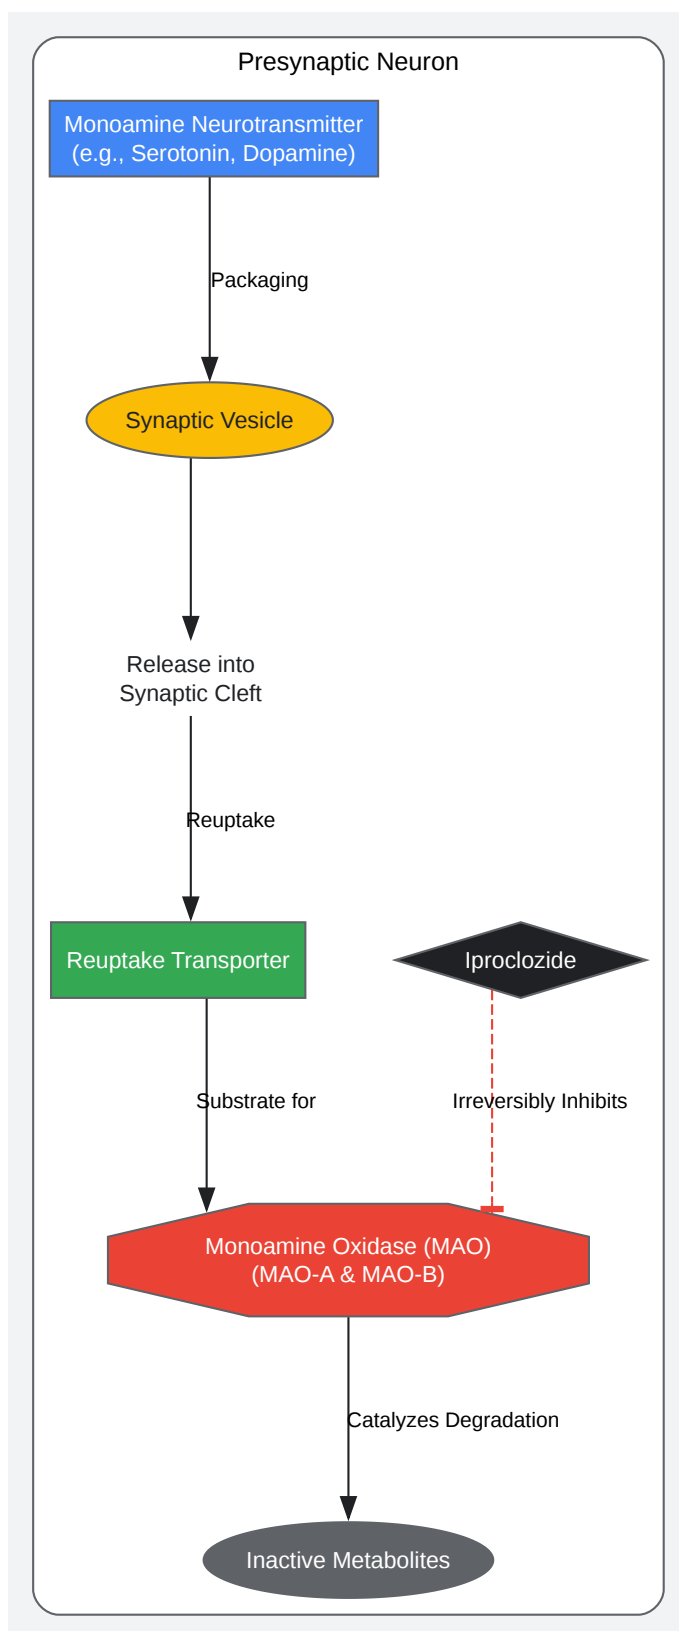 Presynaptic Neuron
Monoamine Neurotransmitter
(e.g., Serotonin, Dopamine)
Packaging
Synaptic Vesicle
Release into
Synaptic Cleft
Reuptake
Reuptake Transporter
Iproclozide
Substrate for
Irreversibly Inhibits
Monoamine Oxidase (MAO)
(MAO-A & MAO-B)
Catalyzes Degradation
Inactive Metabolites